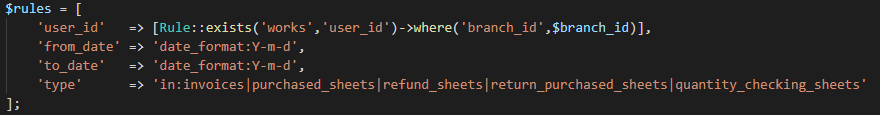 $rules = [
    'user_id'   => [Rule::exists('works','user_id')->where('branch_id',$branch_id)],
    'from_date' => 'date_format:Y-m-d',
    'to_date'   => 'date_format:Y-m-d',
    'type'      => 'in:invoices|purchased_sheets|refund_sheets|return_purchased_sheets|quantity_checking_sheets'
];